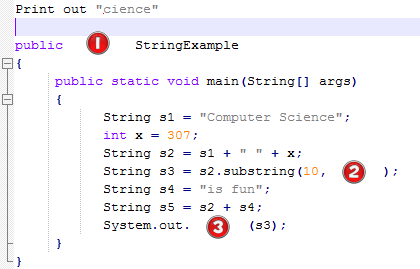 Print out "cience"
public 1 StringExample
{
public static void main(String[] args)
{
String s1 = "Computer Science";
int x = 307;
String s2 = s1 + " " + x;
String s3 = s2.substring(10, 2 );
String s4 = "is fun";
String s5 = s2 + s4;
System.out. 3 (s3);
}
}